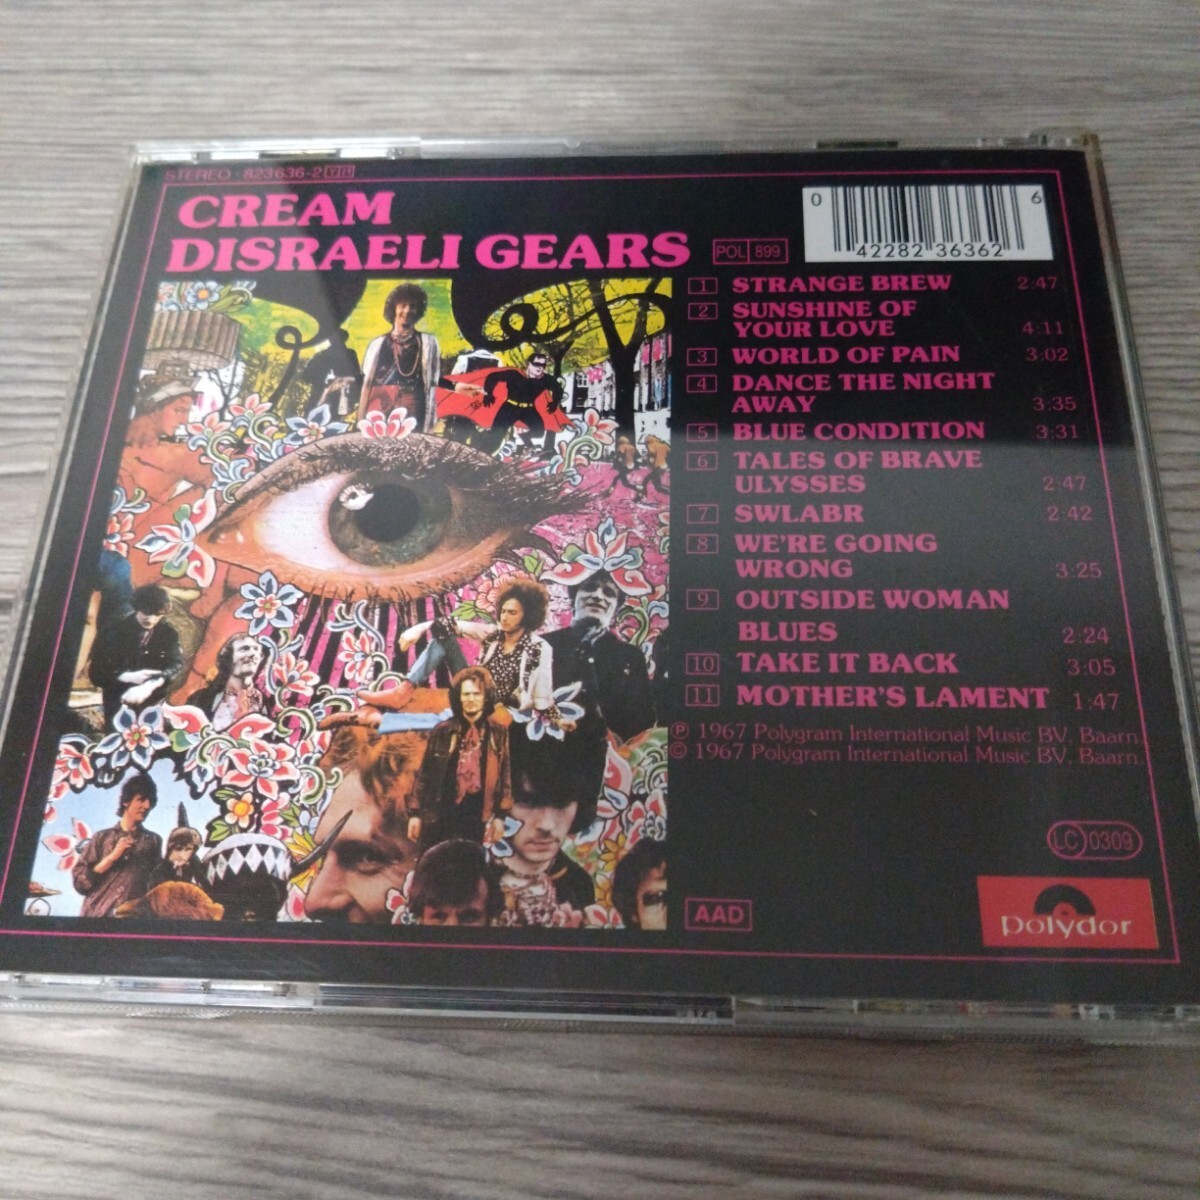 STEREO · 823 636-2
CREAM
DISRAELI GEARS
POL 899
0 42282 36362 6
1 STRANGE BREW 2:47
2 SUNSHINE OF
YOUR LOVE 4:11
3 WORLD OF PAIN 3:02
4 DANCE THE NIGHT
AWAY 3:35
5 BLUE CONDITION 3:31
6 TALES OF BRAVE
ULYSSES 2:47
7 SWLABR 2:42
8 WE'RE GOING
WRONG 3:25
9 OUTSIDE WOMAN
BLUES 2:24
10 TAKE IT BACK 3:05
11 MOTHER'S LAMENT 1:47
℗ 1967 Polygram International Music BV, Baarn.
© 1967 Polygram International Music BV, Baarn.
LC 0309
AAD
polydor